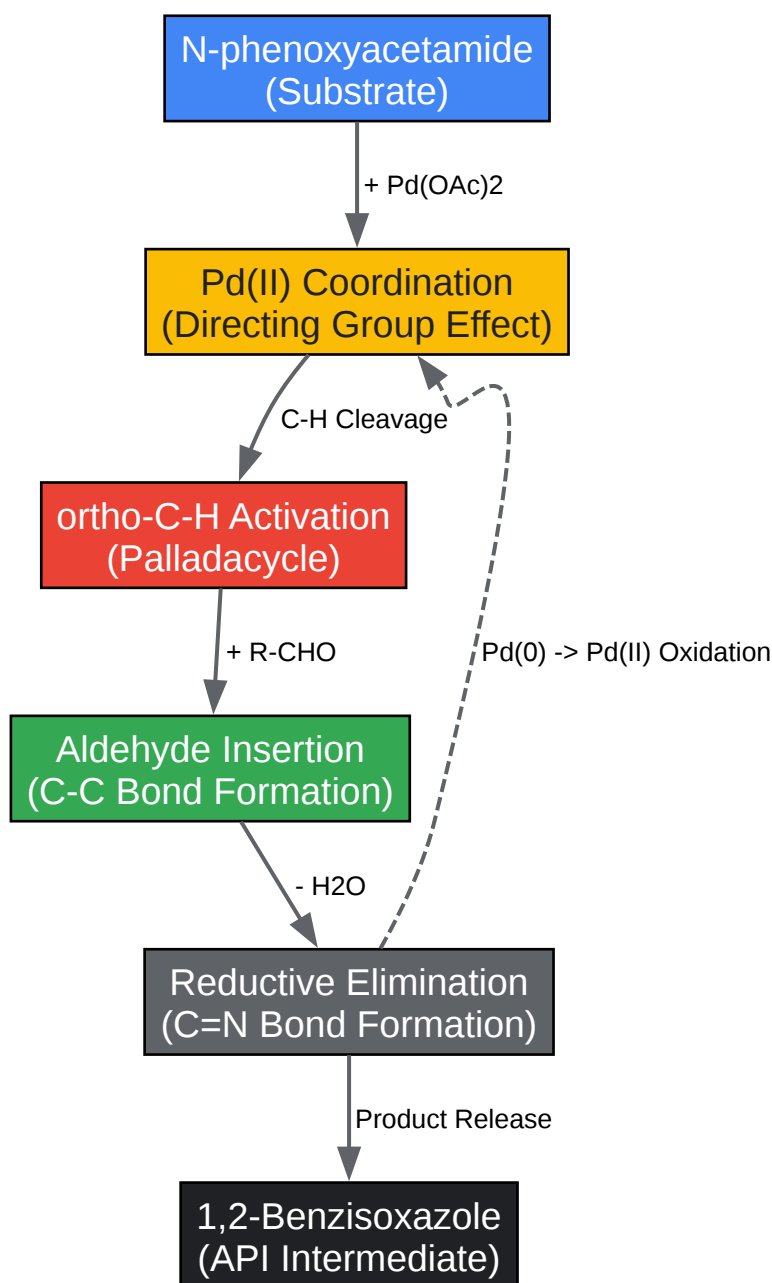 N-phenoxyacetamide
(Substrate)
+ Pd(OAc)2
Pd(II) Coordination
(Directing Group Effect)
C-H Cleavage
ortho-C-H Activation
(Palladacycle)
+ R-CHO
Pd(0) -> Pd(II) Oxidation
Aldehyde Insertion
(C-C Bond Formation)
- H2O
Reductive Elimination
(C=N Bond Formation)
Product Release
1,2-Benzisoxazole
(API Intermediate)